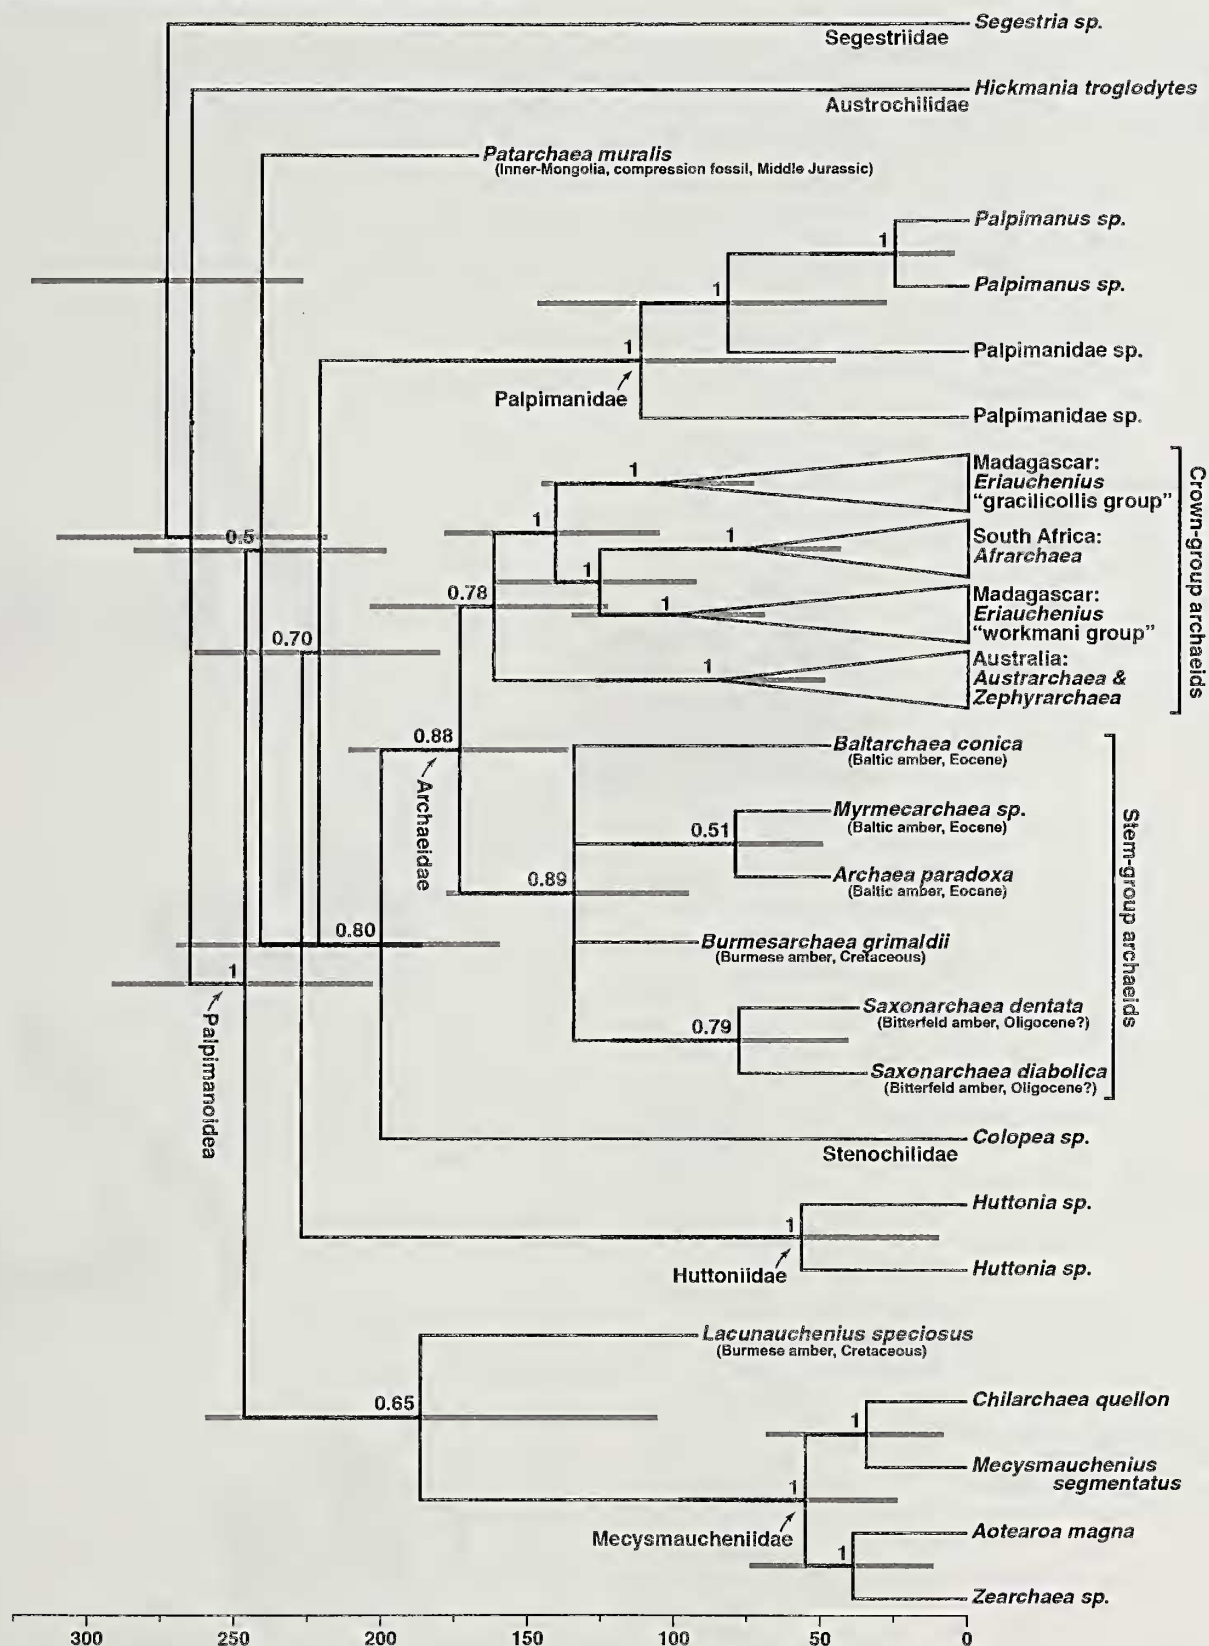 Segestria sp.
Segestriidae
Hickmania troglodytes
Austrochilidae
Patarchaea muralis
(Inner-Mongolia, compression fossil, Middle Jurassic)
Palpimanus sp.
1
Palpimanus sp.
1
Palpimanidae sp.
1
Palpimanidae
Palpimanidae sp.
Madagascar:
Eriauchenius
"gracilicollis group"
1
1
South Africa:
Afrarchaea
1
0.5
1
Madagascar:
Eriauchenius
"workmani group"
1
0.78
0.70
Australia:
Austrarchaea &
Zephyrarchaea
1
Crown-group archaeids
0.88
Archaeidae
Baltarchaea conica
(Baltic amber, Eocene)
Myrmecarchaea sp.
(Baltic amber, Eocene)
0.51
Archaea paradoxa
(Baltic amber, Eocane)
0.89
Burmesarchaea grimaldii
(Burmese amber, Cretaceous)
0.80
1
Palpimanoidea
Saxonarchaea dentata
(Bitterfeld amber, Oligocene?)
0.79
Saxonarchaea diabolica
(Bitterfeld amber, Oligocene?)
Stem-group archaeids
Colopea sp.
Stenochilidae
Huttonia sp.
1
Huttoniidae
Huttonia sp.
Lacunauchenius speciosus
(Burmese amber, Cretaceous)
0.65
Chilarchaea quellon
1
Mecysmauchenius
segmentatus
1
Mecysmaucheniidae
Aotearoa magna
1
Zearchaea sp.
300 250 200 150 100 50 0